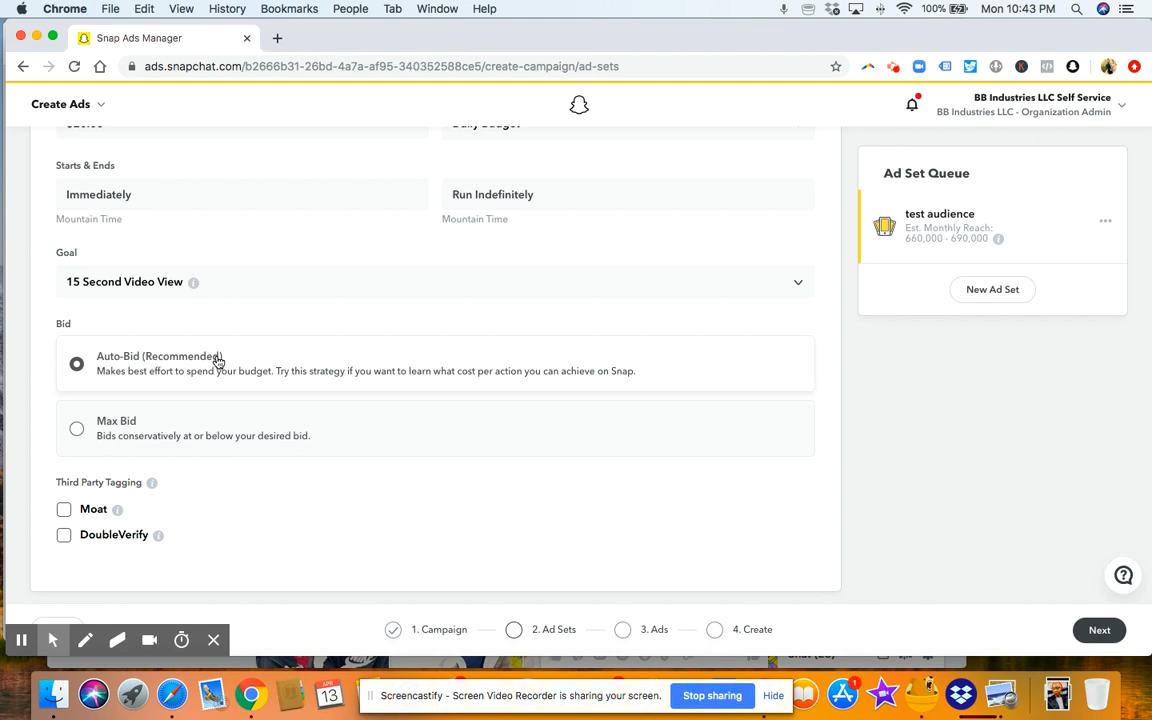 Chrome File Edit View History Bookmarks People Tab Window Help 100% Mon 10:43 PM
Snap Ads Manager
ads.snapchat.com/b2666b31-26bd-4a7a-af95-340352588ce5/create-campaign/ad-sets
Create Ads
BB Industries LLC Self Service
BB Industries LLC - Organization Admin
Daily Budget
Starts & Ends
Immediately
Run Indefinitely
Mountain Time
Mountain Time
Goal
15 Second Video View
Bid
Auto-Bid (Recommended)
Makes best effort to spend your budget. Try this strategy if you want to learn what cost per action you can achieve on Snap.
Max Bid
Bids conservatively at or below your desired bid.
Third Party Tagging
Moat
DoubleVerify
Ad Set Queue
test audience
Est. Monthly Reach:
660,000 - 690,000
New Ad Set
1. Campaign
2. Ad Sets
3. Ads
4. Create
Next
APR
13
Screencastify - Screen Video Recorder is sharing your screen.
Stop sharing
Hide
1